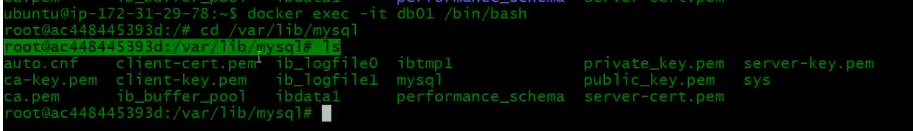 ubuntu@ip-172-31-29-78:~$ docker exec -it db01 /bin/bash
root@ac448445393d:/# cd /var/lib/mysql
root@ac448445393d:/var/lib/mysql# ls
auto.cnf client-cert.pem ib_logfile0 ibtmp1 private_key.pem server-key.pem
ca-key.pem client-key.pem ib_logfile1 mysql public_key.pem sys
ca.pem ib_buffer_pool ibdata1 performance_schema server-cert.pem
root@ac448445393d:/var/lib/mysql#